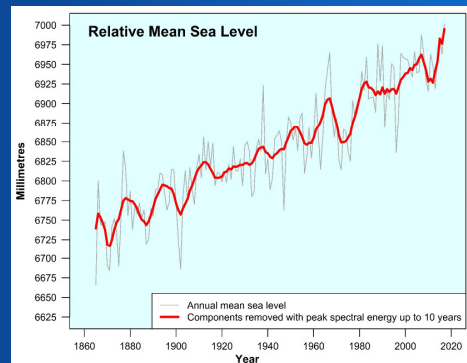 Relative Mean Sea Level
7000
6975
6950
6925
6900
6875
6850
6825
6800
6775
6750
6725
6700
6675
6650
6625
Millimetres
Annual mean sea level
Components removed with peak spectral energy up to 10 years
1860 1880 1900 1920 1940 1960 1980 2000 2020
Year